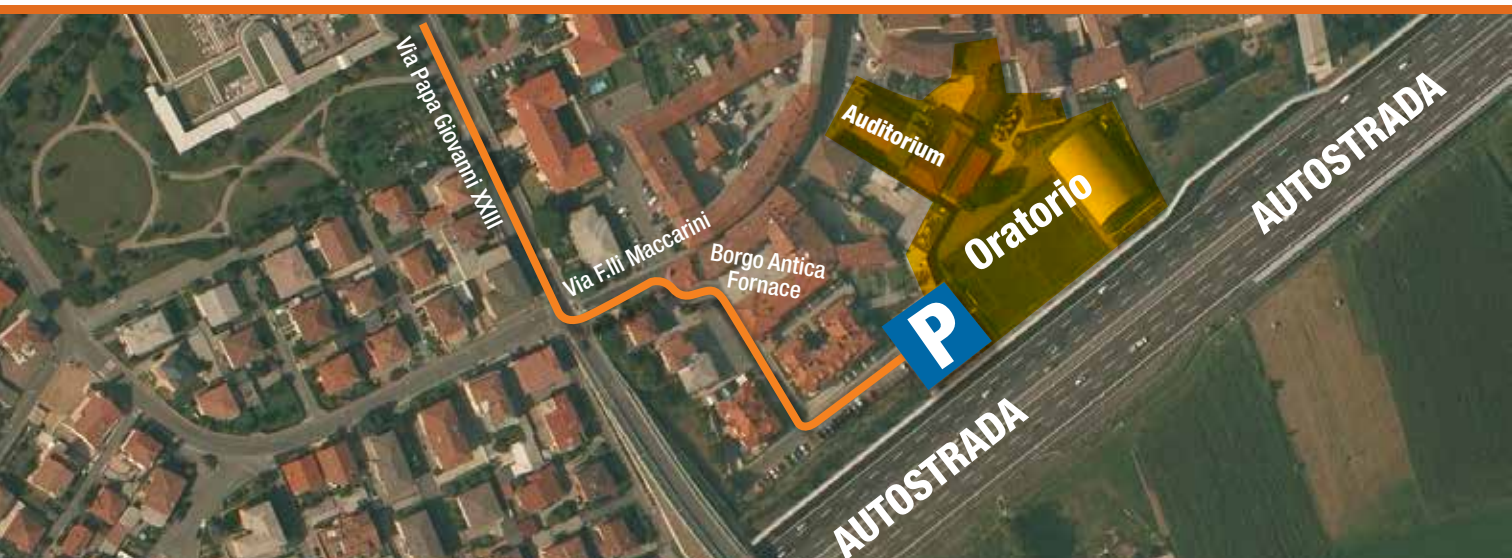 Via Papa Giovanni XXIII
Via F.lli Maccarini
Borgo Antica
Fornace
Auditorium
Oratorio
P
AUTOSTRADA
AUTOSTRADA